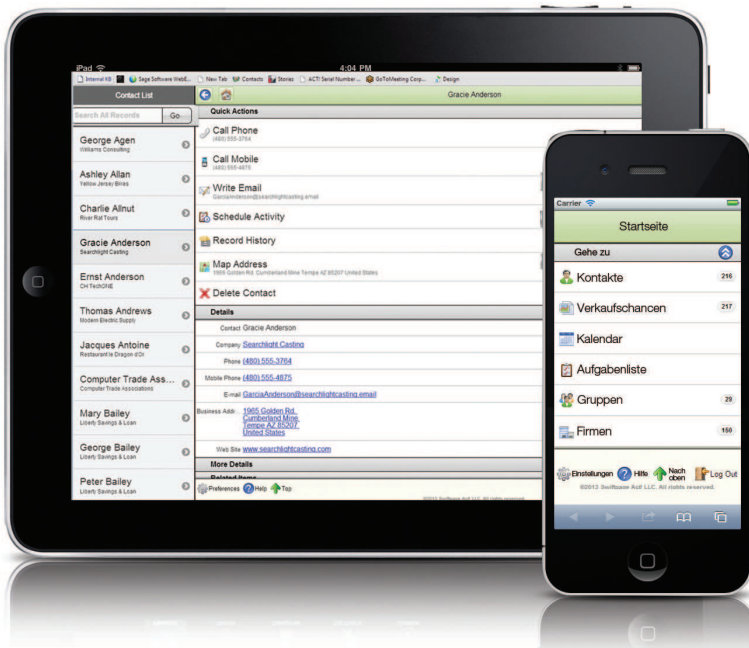 iPad
4:04 PM
Internal KB
Sage Software WebE...
New Tab
Contacts
Stories
ACT! Serial Number ...
GoToMeeting Corp...
Design
Contact List
Gracie Anderson
Search All Records
Go
George Agen
Williams Consulting
Ashley Allan
Yellow Jersey Bikes
Charlie Allnut
River Rat Tours
Gracie Anderson
Searchlight Casting
Ernst Anderson
CH TechONE
Thomas Andrews
Modern Electric Supply
Jacques Antoine
Restaurant le Dragon d'Or
Computer Trade Ass...
Computer Trade Associations
Mary Bailey
Liberty Savings & Loan
George Bailey
Liberty Savings & Loan
Peter Bailey
Liberty Savings & Loan
Quick Actions
Call Phone
(480) 555-3764
Call Mobile
(480) 555-4875
Write Email
GarciaAnderson@searchlightcasting.email
Schedule Activity
Record History
Map Address
1965 Golden Rd. Cumberland Mine Tempe AZ 85207 United States
Delete Contact
Details
Contact Gracie Anderson
Company Searchlight Casting
Phone (480) 555-3764
Mobile Phone (480) 555-4875
E-mail GarciaAnderson@searchlightcasting.email
Business Addr... 1965 Golden Rd.
Cumberland Mine
Tempe AZ 85207
United States
Web Site www.searchlightcasting.com
More Details
Related Items
Preferences
Help
Top
©2013 Swiftpage Act! LLC. All rights reserved.
Carrier
Startseite
Gehe zu
Kontakte 216
Verkaufschancen 217
Kalendar
Aufgabenliste
Gruppen 29
Firmen 150
Einstellungen
Hilfe
Nach oben
Log Out
©2013 Swiftpage Act! LLC. All rights reserved.